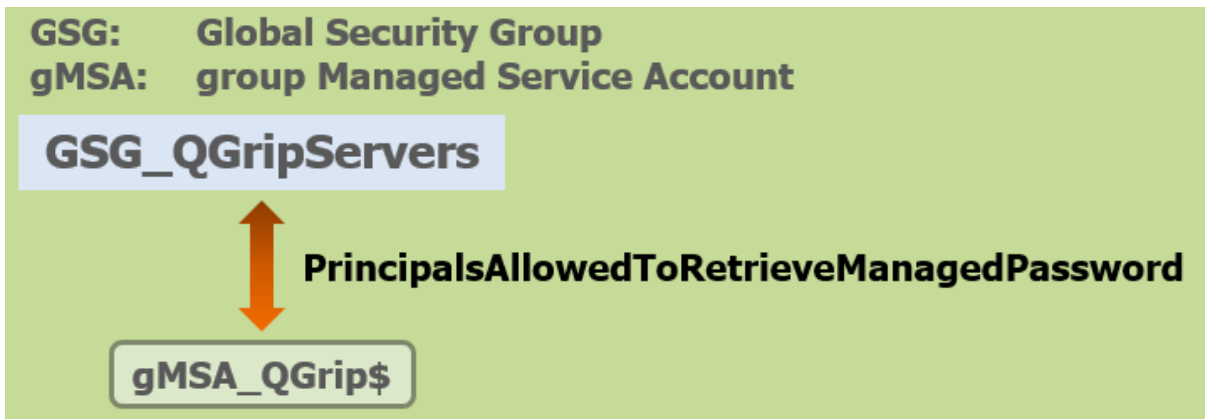 GSG: Global Security Group
gMSA: group Managed Service Account
GSG_QGripServers
PrincipalsAllowedToRetrieveManagedPassword
gMSA_QGrip$